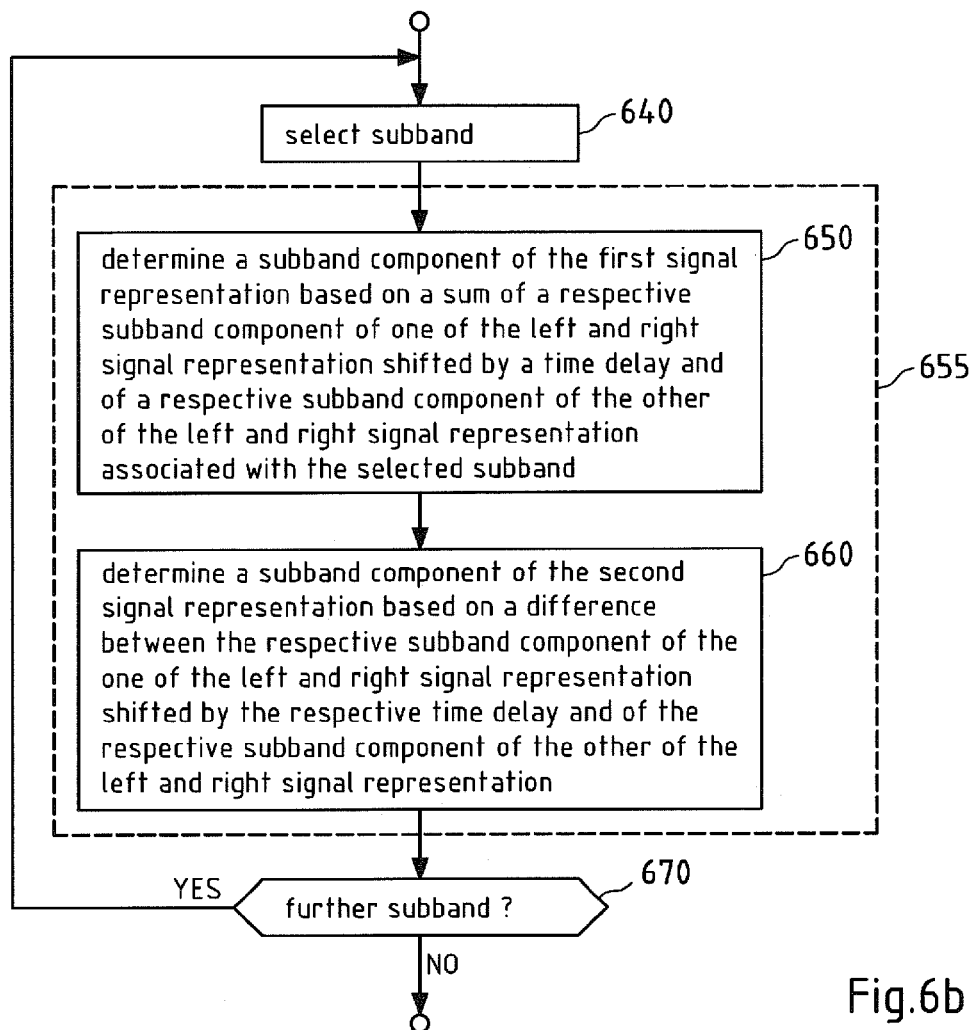 select subband
640
determine a subband component of the first signal
representation based on a sum of a respective
subband component of one of the left and right
signal representation shifted by a time delay and
of a respective subband component of the other
of the left and right signal representation
associated with the selected subband
650
655
determine a subband component of the second
signal representation based on a difference
between the respective subband component of the
one of the left and right signal representation
shifted by the respective time delay and of the
respective subband component of the other of the
left and right signal representation
660
YES
further subband ?
670
NO
Fig.6b